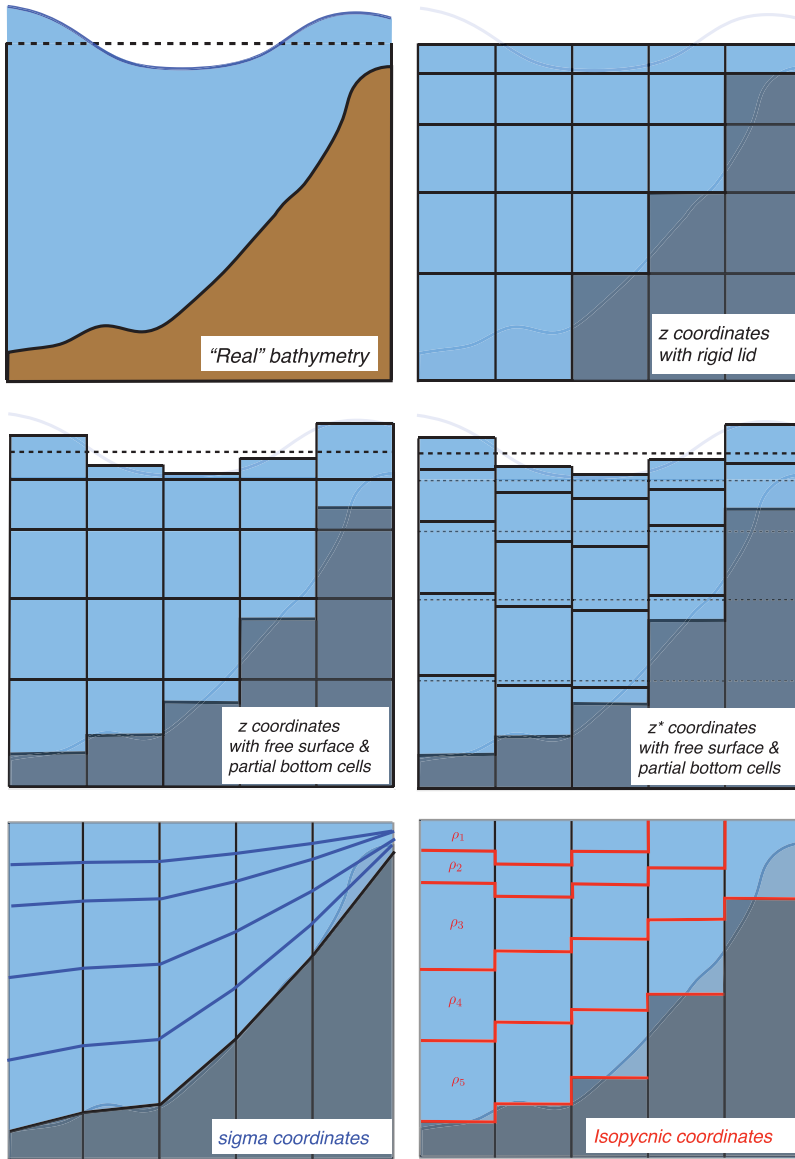 “Real” bathymetry
z coordinates
with rigid lid
z coordinates
with free surface &
partial bottom cells
z* coordinates
with free surface &
partial bottom cells
sigma coordinates
ρ₁
ρ₂
ρ₃
ρ₄
ρ₅
Isopycnic coordinates